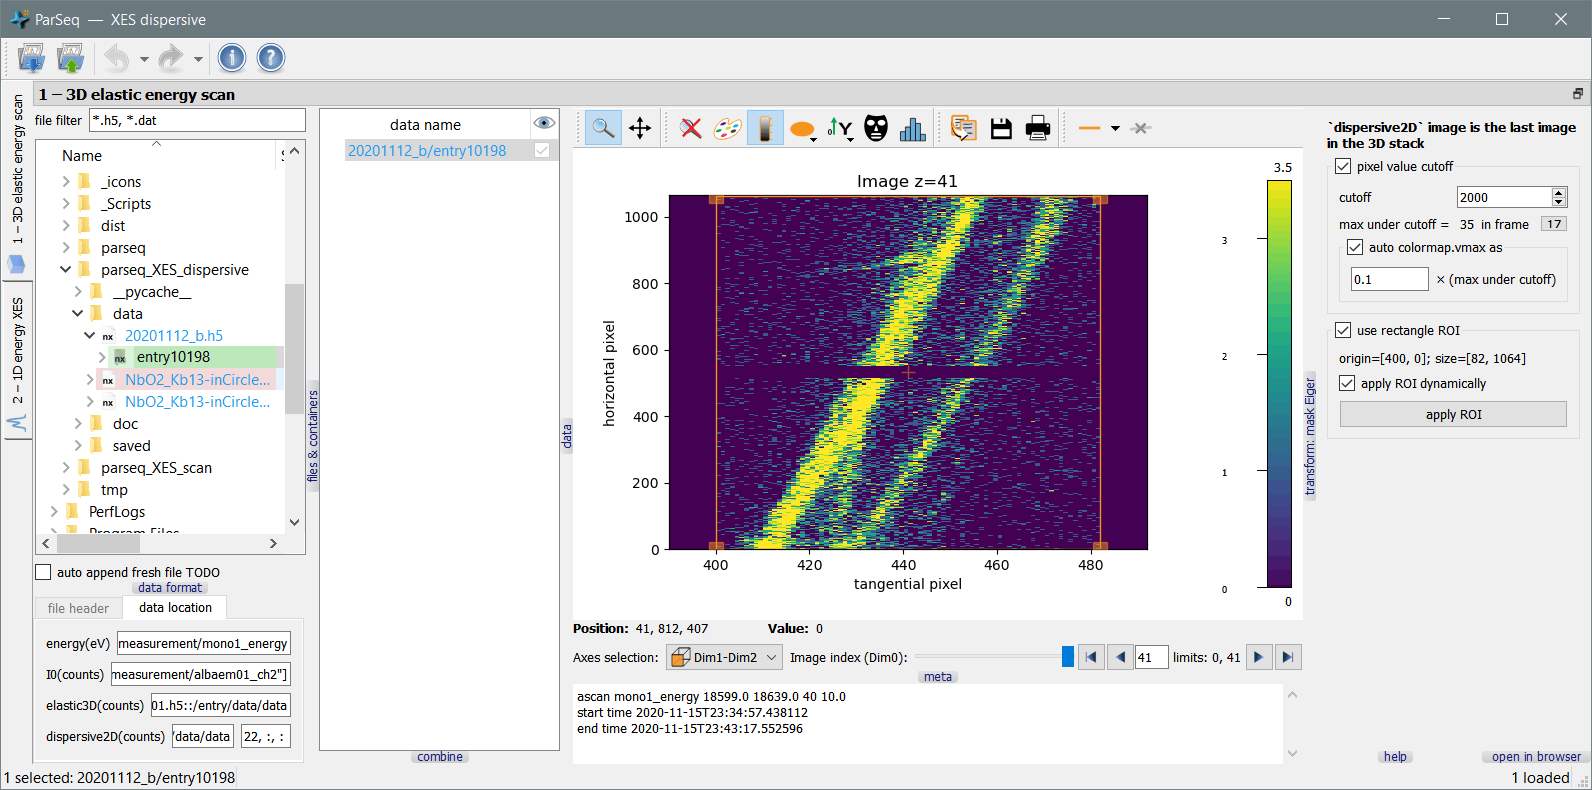 ParSeq — XES dispersive
1 – 3D elastic energy scan
2 – 1D energy XES
1 – 3D elastic energy scan
file filter
*.h5, *.dat
Name
_icons
_Scripts
dist
parseq
parseq_XES_dispersive
__pycache__
data
nx 20201112_b.h5
nx entry10198
nx NbO2_Kb13-inCircle...
nx NbO2_Kb13-inCircle...
doc
saved
parseq_XES_scan
tmp
PerfLogs
Program Files
auto append fresh file TODO
data format
file header
data location
energy(eV)
measurement/mono1_energy
I0(counts)
measurement/albaem01_ch2"]
elastic3D(counts)
01.h5::/entry/data/data
dispersive2D(counts)
'/data/data
22, :, :
files & containers
data name
20201112_b/entry10198
combine
data
Image z=41
horizontal pixel
1000
800
600
400
200
0
400
420
440
460
480
tangential pixel
3.5
3
2
1
0
0
Position: 41, 812, 407
Value: 0
Axes selection:
Dim1-Dim2
Image index (Dim0):
41
limits: 0, 41
meta
ascan mono1_energy 18599.0 18639.0 40 10.0
start time 2020-11-15T23:34:57.438112
end time 2020-11-15T23:43:17.552596
transform: mask Eiger
`dispersive2D` image is the last image
in the 3D stack
pixel value cutoff
cutoff
2000
max under cutoff = 35 in frame 17
auto colormap.vmax as
0.1
× (max under cutoff)
use rectangle ROI
origin=[400, 0]; size=[82, 1064]
apply ROI dynamically
apply ROI
help
open in browser
1 selected: 20201112_b/entry10198
1 loaded